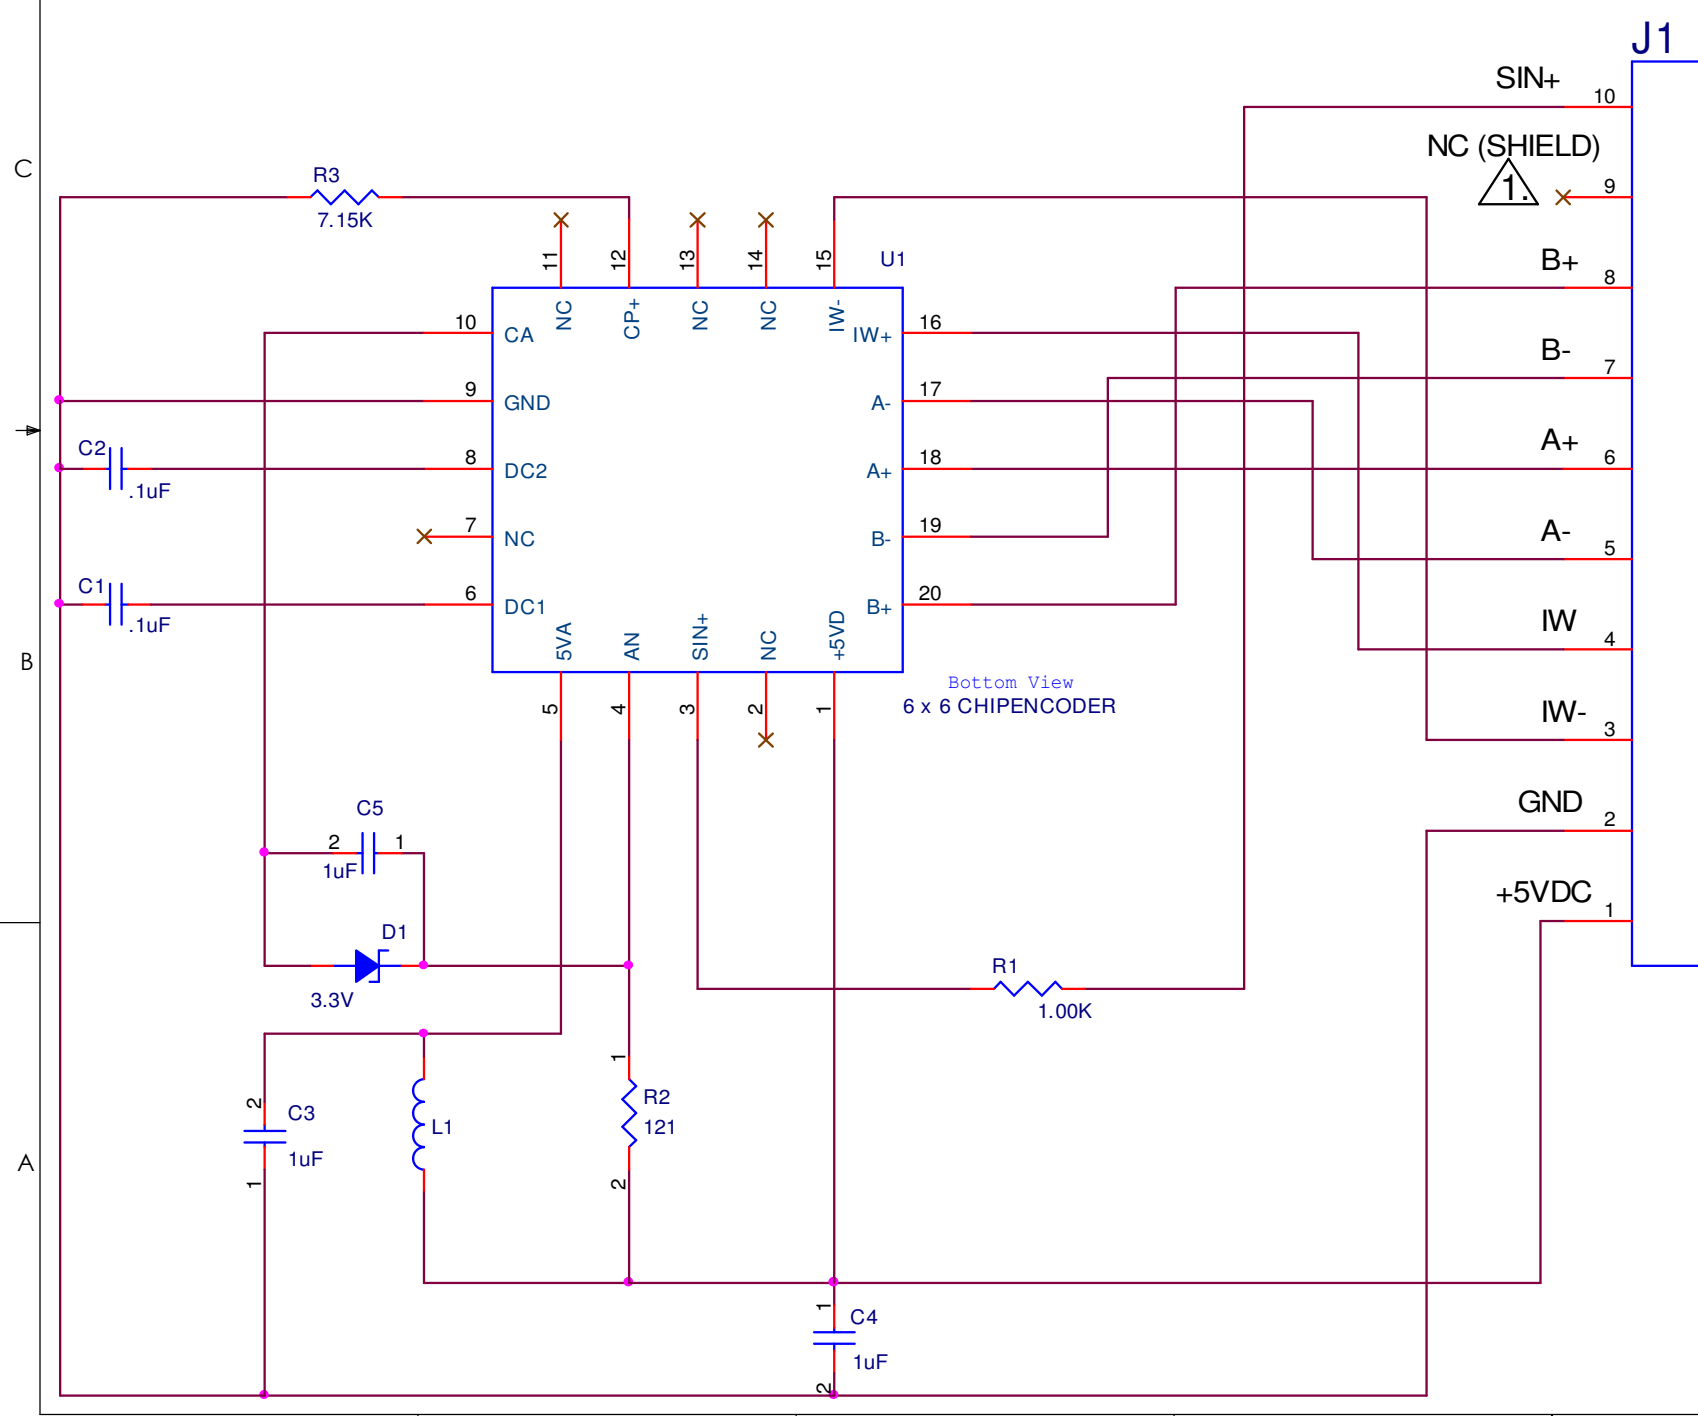 J1
SIN+
10
NC (SHIELD)
1.
9
C
R3
7.15K
B+
8
11
12
13
14
15
U1
NC
CP+
NC
NC
IW-
10
CA
IW+
16
B-
7
9
GND
A-
17
C2
.1uF
8
DC2
A+
18
A+
6
7
NC
B-
19
A-
5
C1
.1uF
6
DC1
B+
20
5VA
AN
SIN+
NC
+5VD
IW
4
B
5
4
3
2
1
Bottom View
6 x 6 CHIPENCODER
IW-
3
C5
2
1
1uF
GND
2
D1
3.3V
+5VDC
1
R1
1.00K
1
R2
121
2
2
C3
1uF
1
L1
A
1
C4
1uF
2